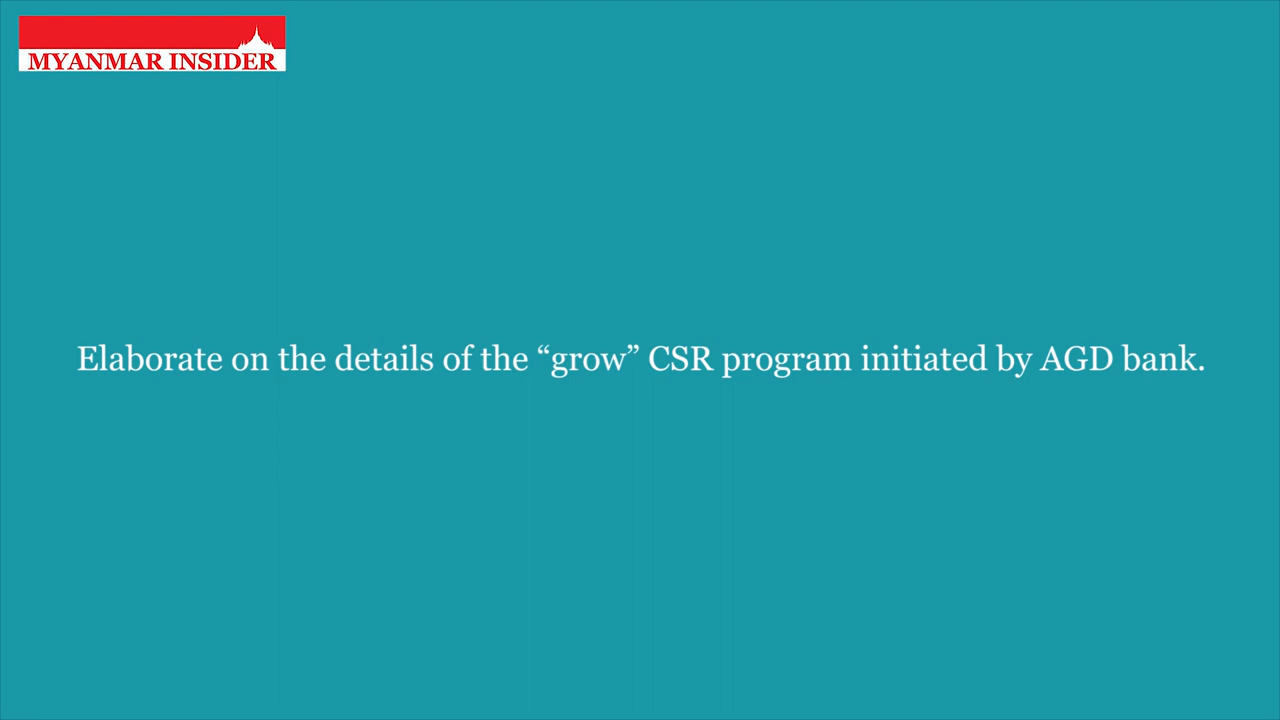 MYANMAR INSIDER
Elaborate on the details of the “grow” CSR program initiated by AGD bank.